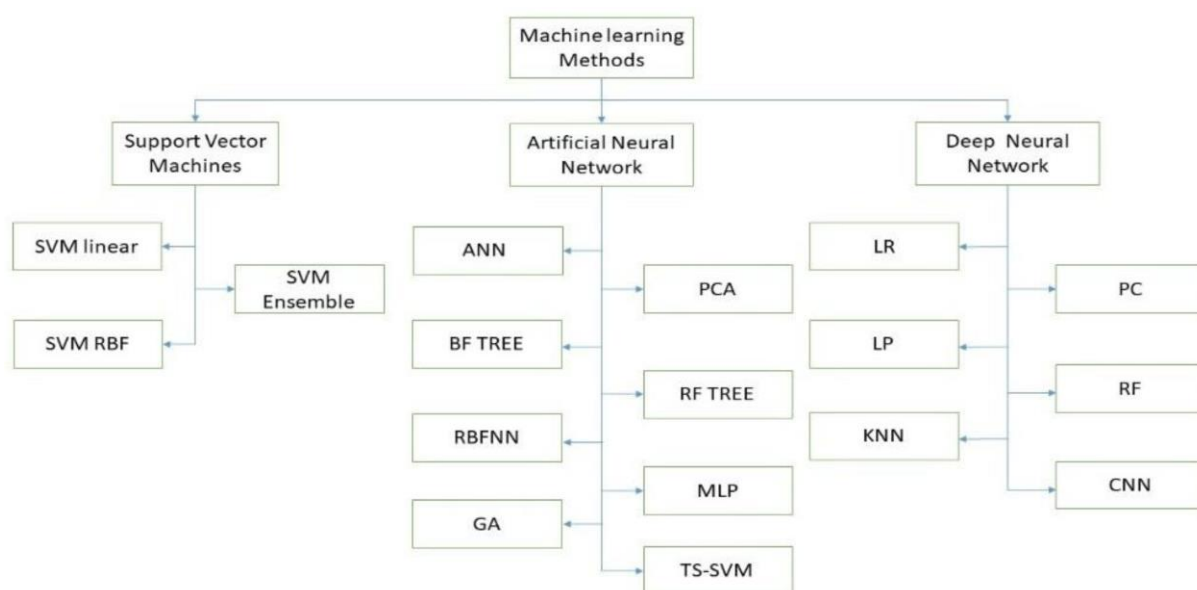 Machine learning
Methods
Support Vector
Machines
Artificial Neural
Network
Deep Neural
Network
SVM linear
SVM
Ensemble
SVM RBF
ANN
PCA
BF TREE
RF TREE
RBFNN
MLP
GA
TS-SVM
LR
PC
LP
RF
KNN
CNN